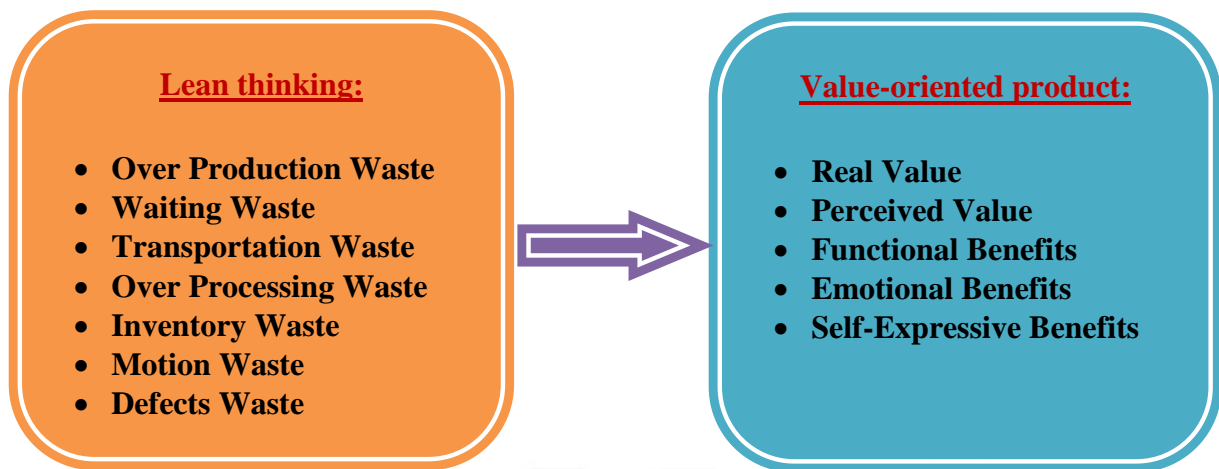 Lean thinking:
• Over Production Waste
• Waiting Waste
• Transportation Waste
• Over Processing Waste
• Inventory Waste
• Motion Waste
• Defects Waste
Value-oriented product:
• Real Value
• Perceived Value
• Functional Benefits
• Emotional Benefits
• Self-Expressive Benefits